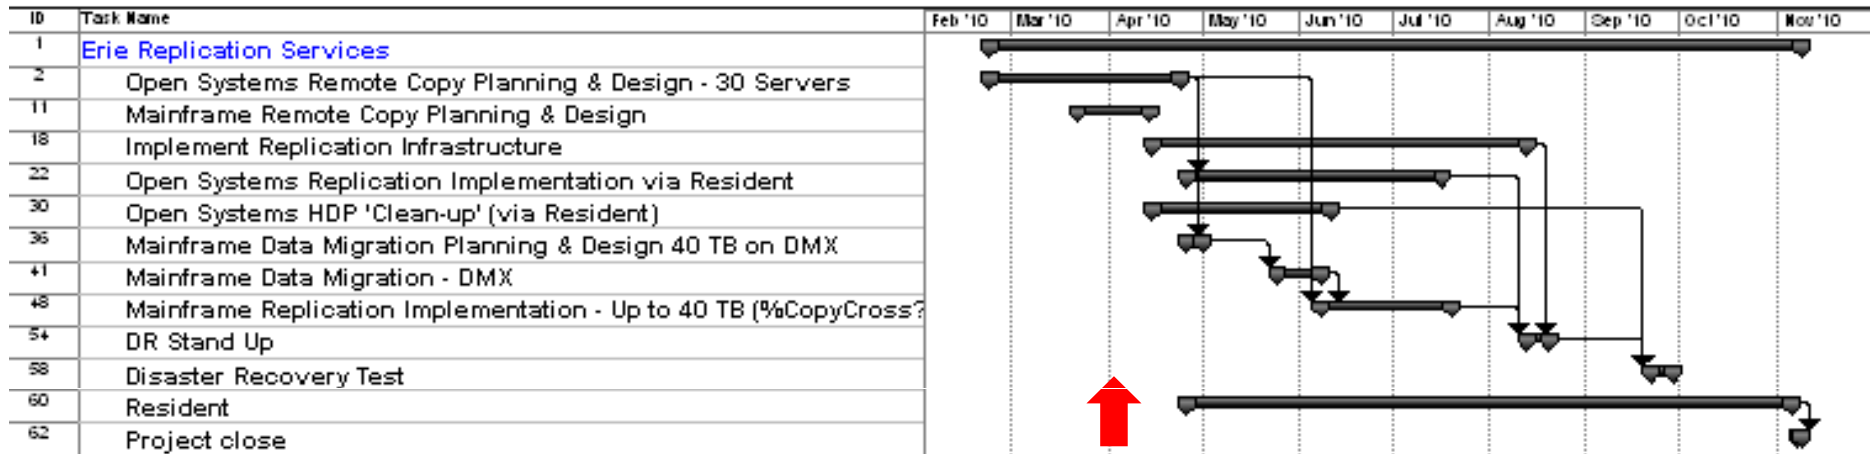 ID Task Name Feb '10 Mar '10 Apr '10 May '10 Jun '10 Jul '10 Aug '10 Sep '10 Oct '10 Nov '10
1 Erie Replication Services
2 Open Systems Remote Copy Planning & Design - 30 Servers
11 Mainframe Remote Copy Planning & Design
18 Implement Replication Infrastructure
22 Open Systems Replication Implementation via Resident
30 Open Systems HDP 'Clean-up' (via Resident)
36 Mainframe Data Migration Planning & Design 40 TB on DMX
41 Mainframe Data Migration - DMX
48 Mainframe Replication Implementation - Up to 40 TB (%CopyCross?
54 DR Stand Up
58 Disaster Recovery Test
60 Resident
62 Project close